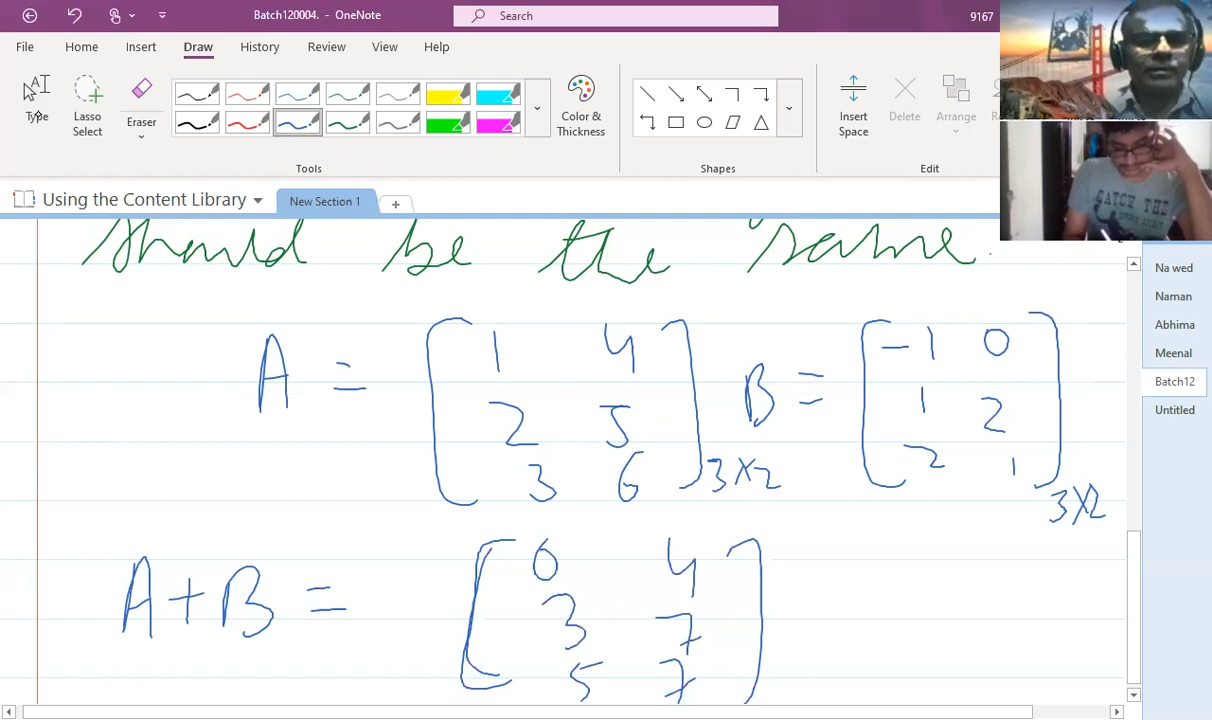 Batch120004. - OneNote
Search
9167
File Home Insert Draw History Review View Help
Type
Lasso Select
Eraser
Color & Thickness
Insert Space
Delete
Arrange
Tools
Shapes
Edit
Using the Content Library
New Section 1
CATCH THE
Na wed
Naman
Abhima
Meenal
Batch12
Untitled
should be the same.
A = [ 1 4 B = [ -1 0
2 5 1 2
3 6 ] 3×2 2 1 ] 3×2
A+B = [ 0 4
3 7
5 7 ]